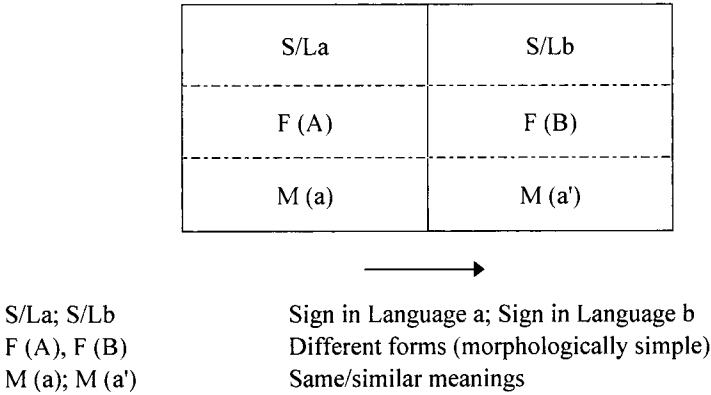 S/La S/Lb
F (A) F (B)
M (a) M (a')
S/La; S/Lb Sign in Language a; Sign in Language b
F (A), F (B) Different forms (morphologically simple)
M (a); M (a') Same/similar meanings